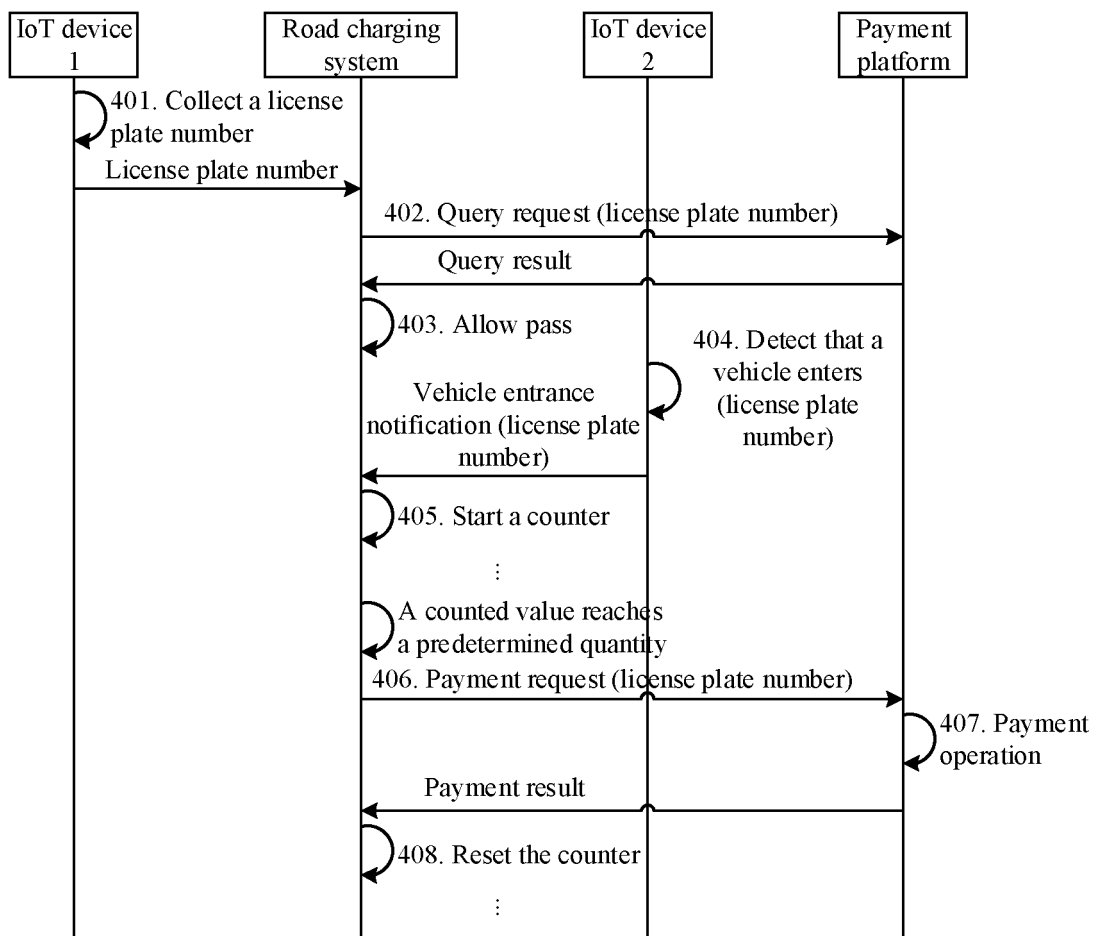 IoT device
1
Road charging
system
IoT device
2
Payment
platform
401. Collect a license
plate number
License plate number
402. Query request (license plate number)
Query result
403. Allow pass
404. Detect that a
vehicle enters
(license plate
number)
Vehicle entrance
notification (license plate
number)
405. Start a counter
⋮
A counted value reaches
a predetermined quantity
406. Payment request (license plate number)
407. Payment
operation
Payment result
408. Reset the counter
⋮